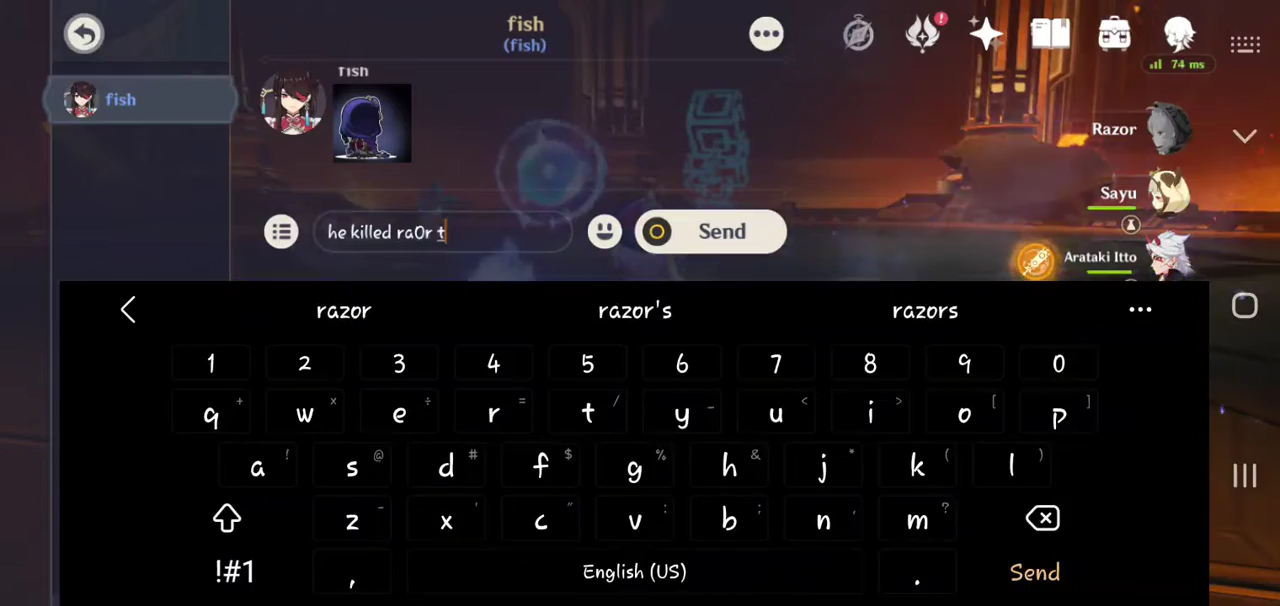 fish
(fish)
74 ms
fish
fish
Razor
Sayu
he killed ra0r t
Send
Arataki Itto
razor razor's razors
1 2 3 4 5 6 7 8 9 0
q + w × e ÷ r = t / y _ u < i > o [ p ]
a ! s @ d # f $ g % h & j * k ( l )
z - x ' c " v : b ; n , m ?
!#1 , English (US) . Send